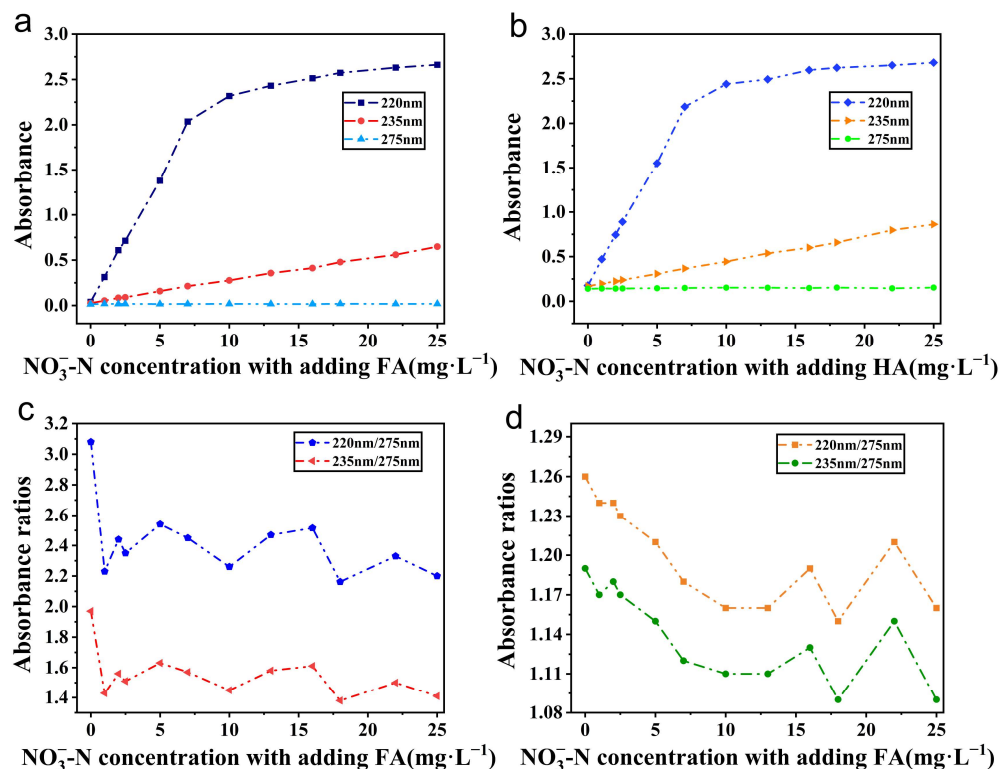 a
3.0
2.5
2.0
1.5
1.0
0.5
0.0
Absorbance
220nm
235nm
275nm
0 5 10 15 20 25
NO₃⁻-N concentration with adding FA(mg·L⁻¹)
b
3.0
2.5
2.0
1.5
1.0
0.5
0.0
Absorbance
220nm
235nm
275nm
0 5 10 15 20 25
NO₃⁻-N concentration with adding HA(mg·L⁻¹)
c
3.2
3.0
2.8
2.6
2.4
2.2
2.0
1.8
1.6
1.4
Absorbance ratios
220nm/275nm
235nm/275nm
0 5 10 15 20 25
NO₃⁻-N concentration with adding FA(mg·L⁻¹)
d
1.29
1.26
1.23
1.20
1.17
1.14
1.11
1.08
Absorbance ratios
220nm/275nm
235nm/275nm
0 5 10 15 20 25
NO₃⁻-N concentration with adding FA(mg·L⁻¹)